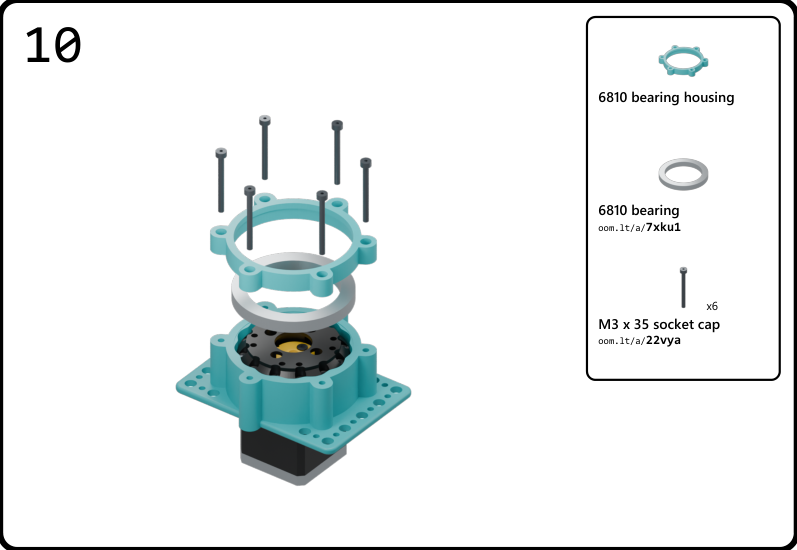 10
6810 bearing housing
6810 bearing
oom.lt/a/7xku1
x6
M3 x 35 socket cap
oom.lt/a/22vya